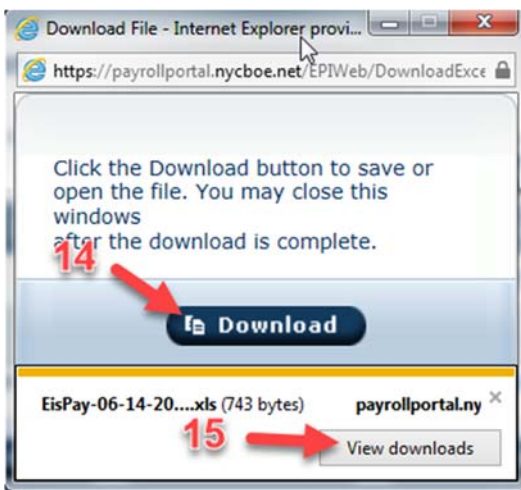 Download File - Internet Explorer provi...
https://payrollportal.nycboe.net/EPIWeb/DownloadExce
Click the Download button to save or
open the file. You may close this
windows
after the download is complete.
14
Download
EisPay-06-14-20....xls (743 bytes) payrollportal.ny
15
View downloads